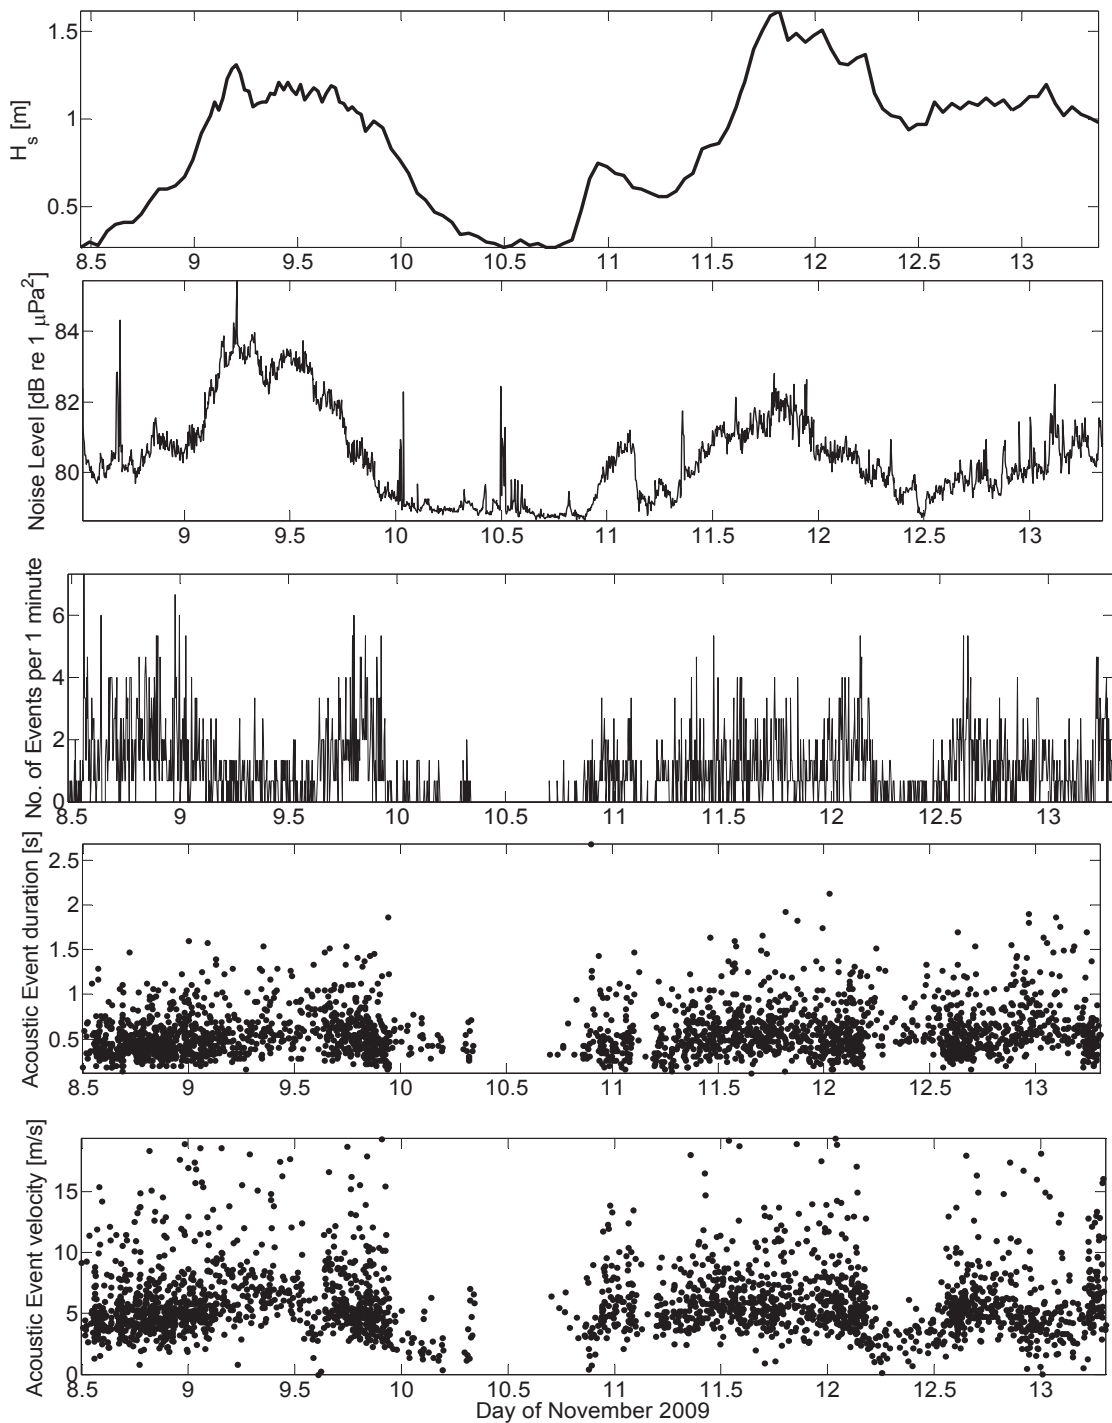 1.5
1
0.5
H_s [m]
8.5 9 9.5 10 10.5 11 11.5 12 12.5 13
84
82
80
Noise Level [dB re 1 μPa²]
9 9.5 10 10.5 11 11.5 12 12.5 13
6
4
2
0
No. of Events per 1 minute
8.5 9 9.5 10 10.5 11 11.5 12 12.5 13
2.5
2
1.5
1
0.5
Acoustic Event duration [s]
8.5 9 9.5 10 10.5 11 11.5 12 12.5 13
15
10
5
0
Acoustic Event velocity [m/s]
8.5 9 9.5 10 10.5 11 11.5 12 12.5 13
Day of November 2009